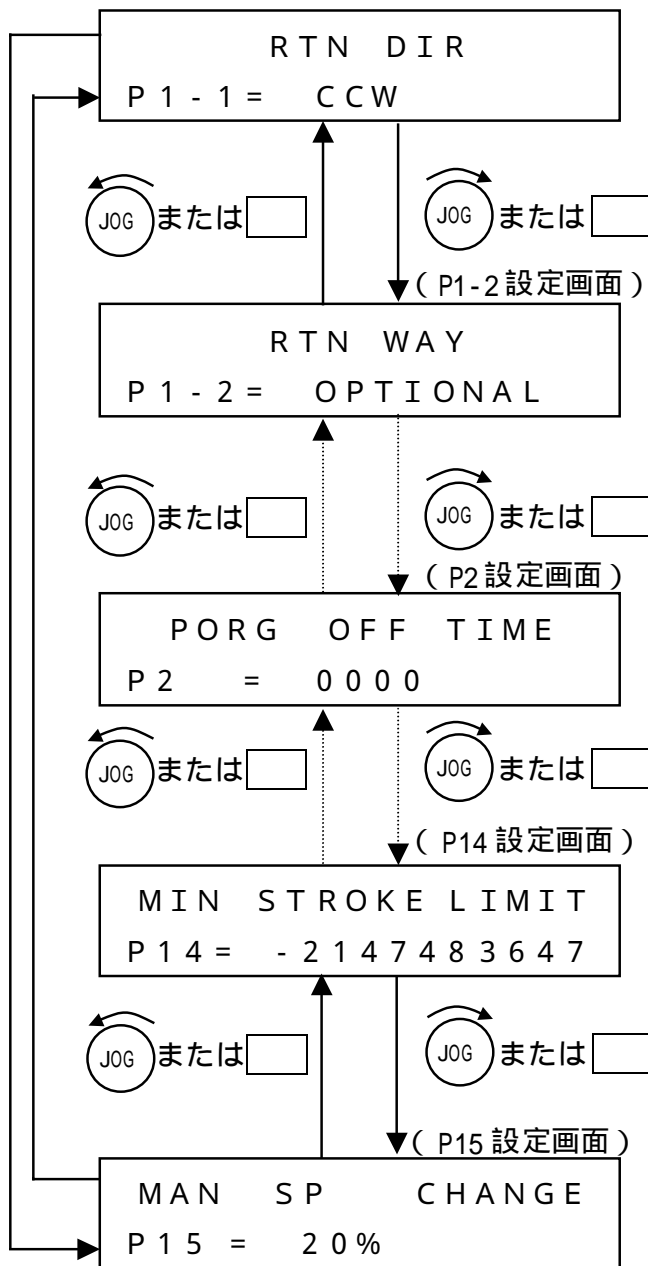 RTN DIR
P1-1= CCW
JOG または JOG または
(P1-2設定画面)
RTN WAY
P1-2= OPTIONAL
JOG または JOG または
(P2設定画面)
PORG OFF TIME
P2 = 0000
JOG または JOG または
(P14設定画面)
MIN STROKE LIMIT
P14= -2147483647
JOG または JOG または
(P15設定画面)
MAN SP CHANGE
P15 = 20%